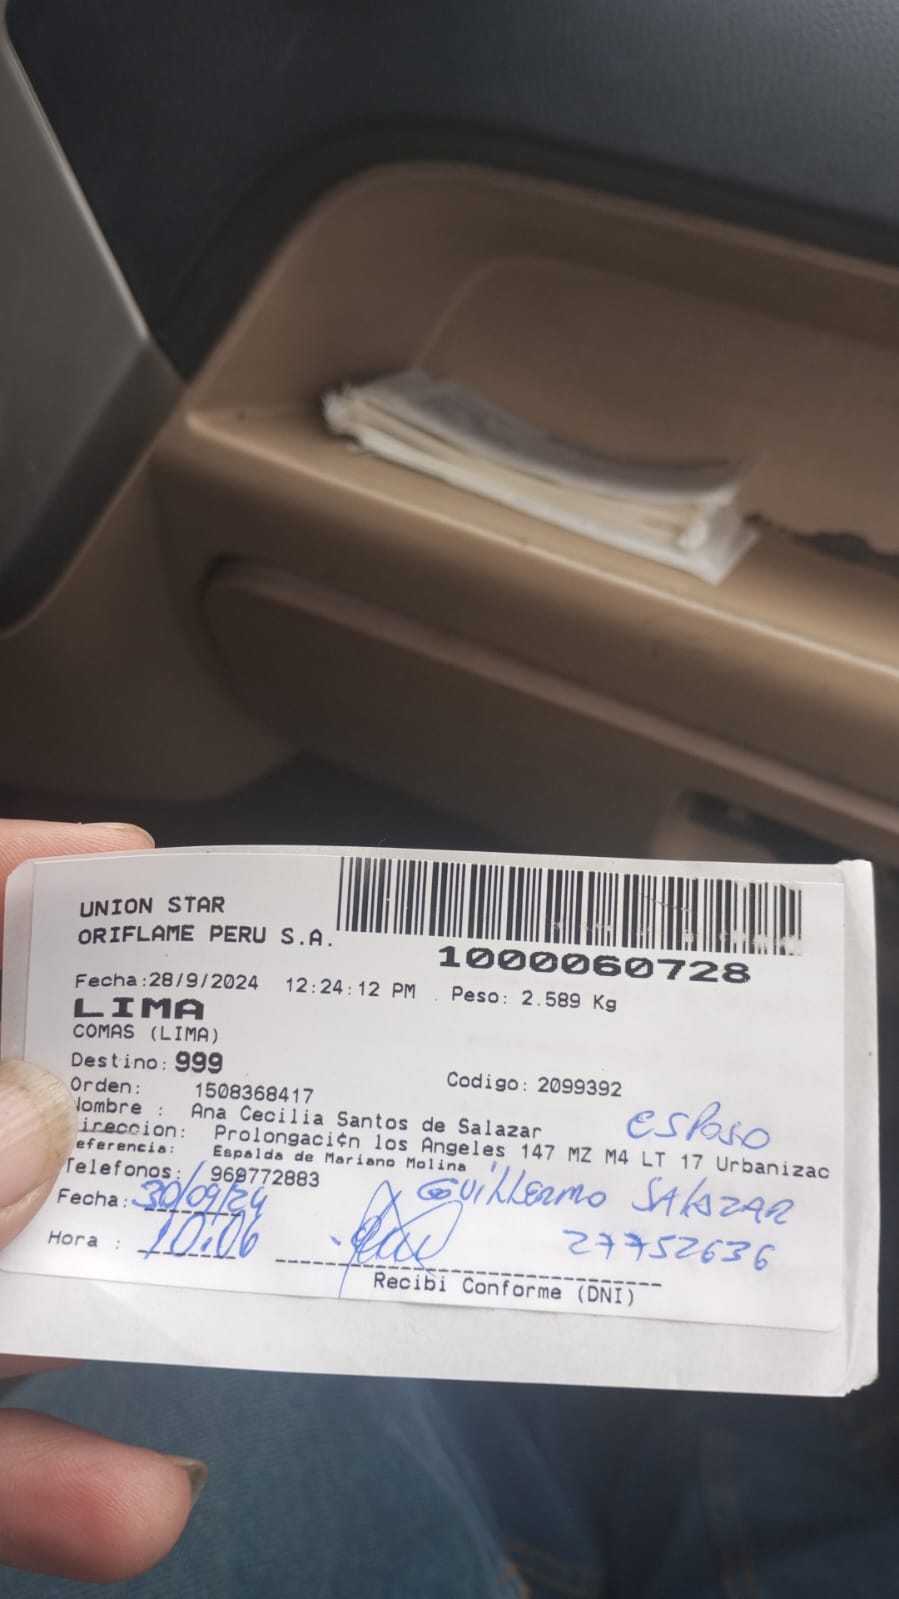 UNION STAR
ORIFLAME PERU S.A.
1000060728
Fecha:28/9/2024 12:24:12 PM Peso: 2.589 Kg
LIMA
COMAS (LIMA)
Destino: 999
Orden: 1508368417 Codigo: 2099392
Nombre : Ana Cecilia Santos de Salazar ESPOSO
Direccion: Prolongaci¢n los Angeles 147 MZ M4 LT 17 Urbanizac
eferencia: Espalda de Mariano Molina
Telefonos: 969772883 GUILLERMO SALAZAR
Fecha: 30/09/24
27752636
Hora : 10:06
Recibi Conforme (DNI)